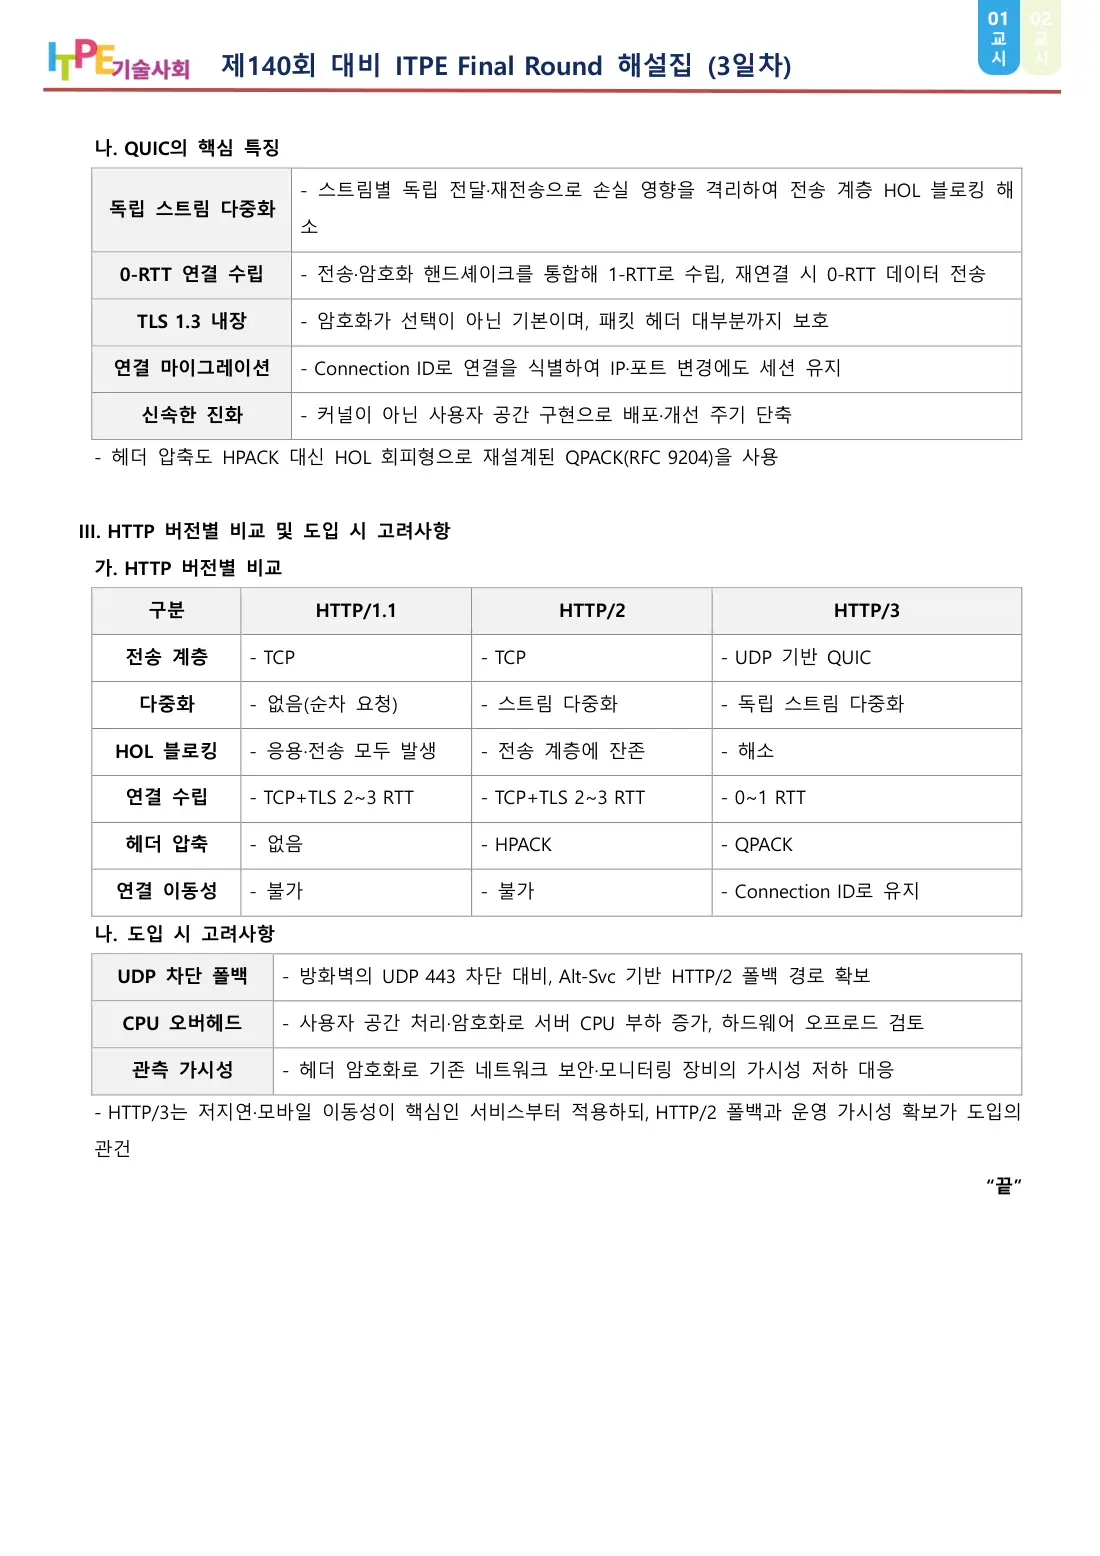 ITPE기술사회 제140회 대비 ITPE Final Round 해설집 (3일차)
01 교시
02 교시
나. QUIC의 핵심 특징
독립 스트림 다중화 - 스트림별 독립 전달·재전송으로 손실 영향을 격리하여 전송 계층 HOL 블로킹 해
소
0-RTT 연결 수립 - 전송·암호화 핸드셰이크를 통합해 1-RTT로 수립, 재연결 시 0-RTT 데이터 전송
TLS 1.3 내장 - 암호화가 선택이 아닌 기본이며, 패킷 헤더 대부분까지 보호
연결 마이그레이션 - Connection ID로 연결을 식별하여 IP·포트 변경에도 세션 유지
신속한 진화 - 커널이 아닌 사용자 공간 구현으로 배포·개선 주기 단축
- 헤더 압축도 HPACK 대신 HOL 회피형으로 재설계된 QPACK(RFC 9204)을 사용
III. HTTP 버전별 비교 및 도입 시 고려사항
가. HTTP 버전별 비교
구분 HTTP/1.1 HTTP/2 HTTP/3
전송 계층 - TCP - TCP - UDP 기반 QUIC
다중화 - 없음(순차 요청) - 스트림 다중화 - 독립 스트림 다중화
HOL 블로킹 - 응용·전송 모두 발생 - 전송 계층에 잔존 - 해소
연결 수립 - TCP+TLS 2~3 RTT - TCP+TLS 2~3 RTT - 0~1 RTT
헤더 압축 - 없음 - HPACK - QPACK
연결 이동성 - 불가 - 불가 - Connection ID로 유지
나. 도입 시 고려사항
UDP 차단 폴백 - 방화벽의 UDP 443 차단 대비, Alt-Svc 기반 HTTP/2 폴백 경로 확보
CPU 오버헤드 - 사용자 공간 처리·암호화로 서버 CPU 부하 증가, 하드웨어 오프로드 검토
관측 가시성 - 헤더 암호화로 기존 네트워크 보안·모니터링 장비의 가시성 저하 대응
- HTTP/3는 저지연·모바일 이동성이 핵심인 서비스부터 적용하되, HTTP/2 폴백과 운영 가시성 확보가 도입의
관건
“끝”